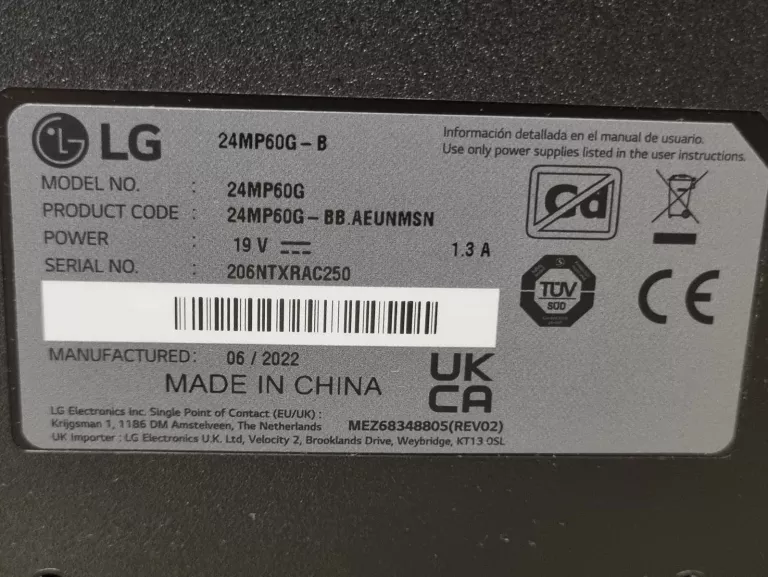 LG 24MP60G-B
Información detallada en el manual de usuario.
Use only power supplies listed in the user instructions.
MODEL NO. : 24MP60G
PRODUCT CODE : 24MP60G-BB.AEUNMSN
POWER : 19 V 1.3 A
SERIAL NO. : 206NTXRAC250
Cd
TÜV
SÜD
CE
MANUFACTURED: 06 / 2022
MADE IN CHINA
UK
CA
LG Electronics Inc. Single Point of Contact (EU/UK) :
Krijgsman 1, 1186 DM Amstelveen, The Netherlands
MEZ68348805(REV02)
UK Importer : LG Electronics U.K. Ltd, Velocity 2, Brooklands Drive, Weybridge, KT13 0SL